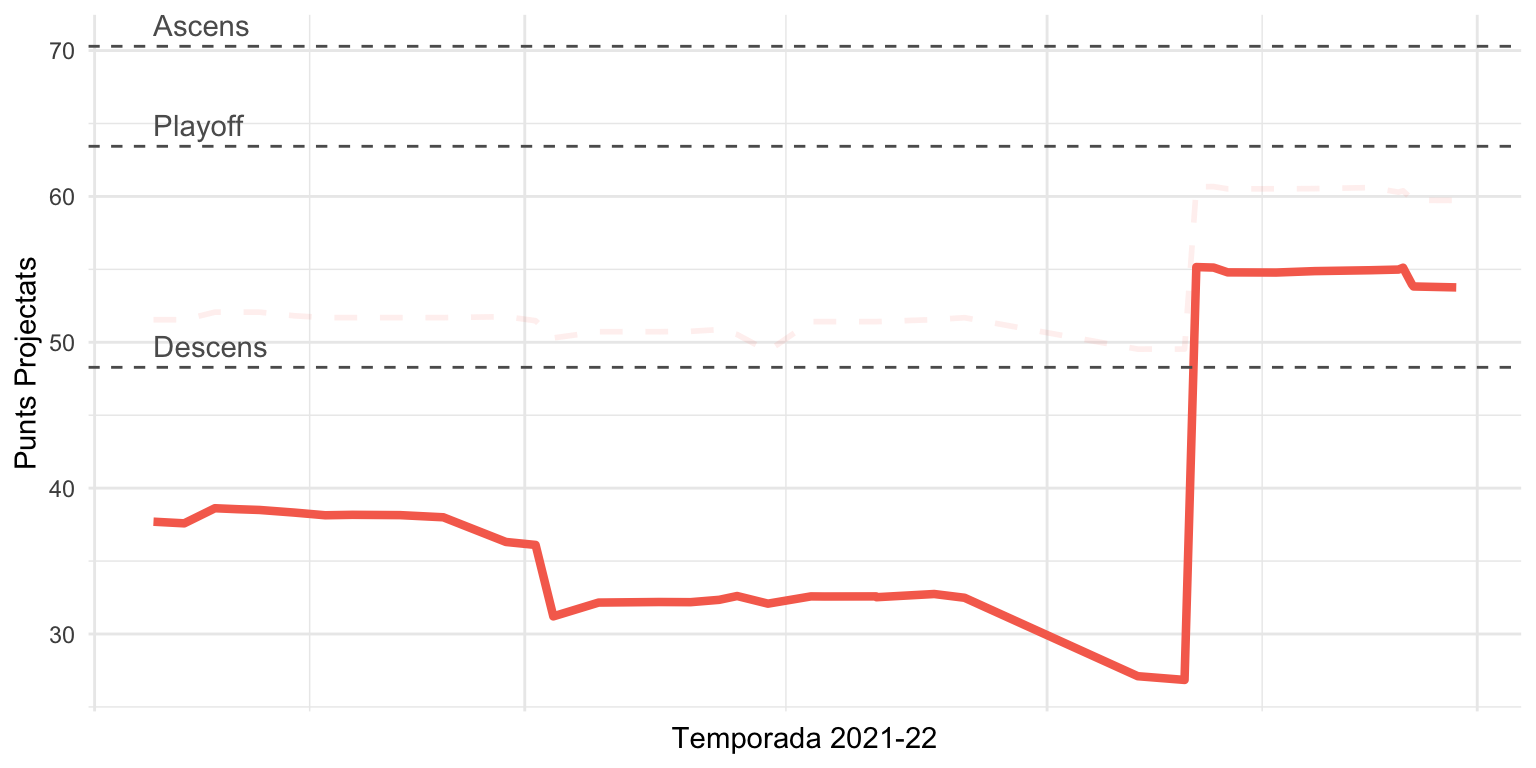 Ascens
70
Playoff
60
Punts Projectats
50
Descens
40
30
Temporada 2021-22